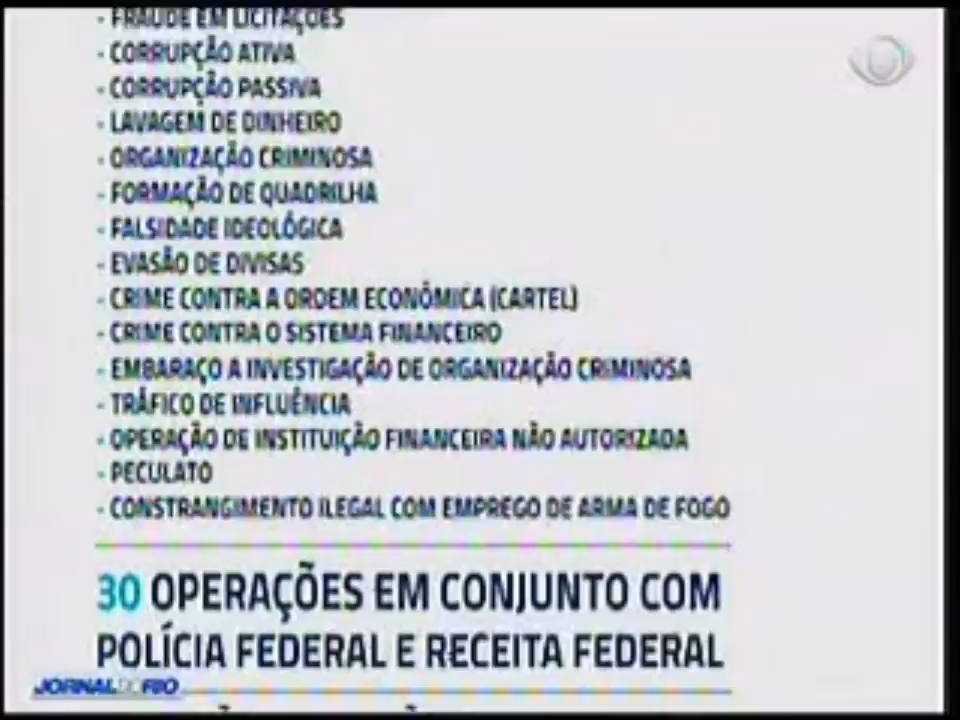 - FRAUDE EM LICITAÇÕES
- CORRUPÇÃO ATIVA
- CORRUPÇÃO PASSIVA
- LAVAGEM DE DINHEIRO
- ORGANIZAÇÃO CRIMINOSA
- FORMAÇÃO DE QUADRILHA
- FALSIDADE IDEOLÓGICA
- EVASÃO DE DIVISAS
- CRIME CONTRA A ORDEM ECONÔMICA (CARTEL)
- CRIME CONTRA O SISTEMA FINANCEIRO
- EMBARAÇO A INVESTIGAÇÃO DE ORGANIZAÇÃO CRIMINOSA
- TRÁFICO DE INFLUÊNCIA
- OPERAÇÃO DE INSTITUIÇÃO FINANCEIRA NÃO AUTORIZADA
- PECULATO
- CONSTRANGIMENTO ILEGAL COM EMPREGO DE ARMA DE FOGO
30 OPERAÇÕES EM CONJUNTO COM
POLÍCIA FEDERAL E RECEITA FEDERAL
JORNAL DO RIO